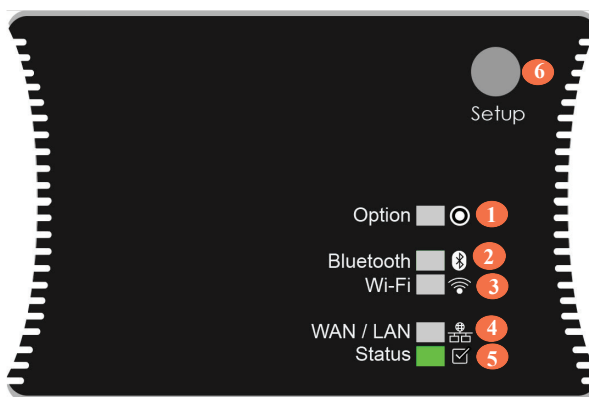 6
Setup
Option 1
Bluetooth 2
Wi-Fi 3
WAN / LAN 4
Status 5